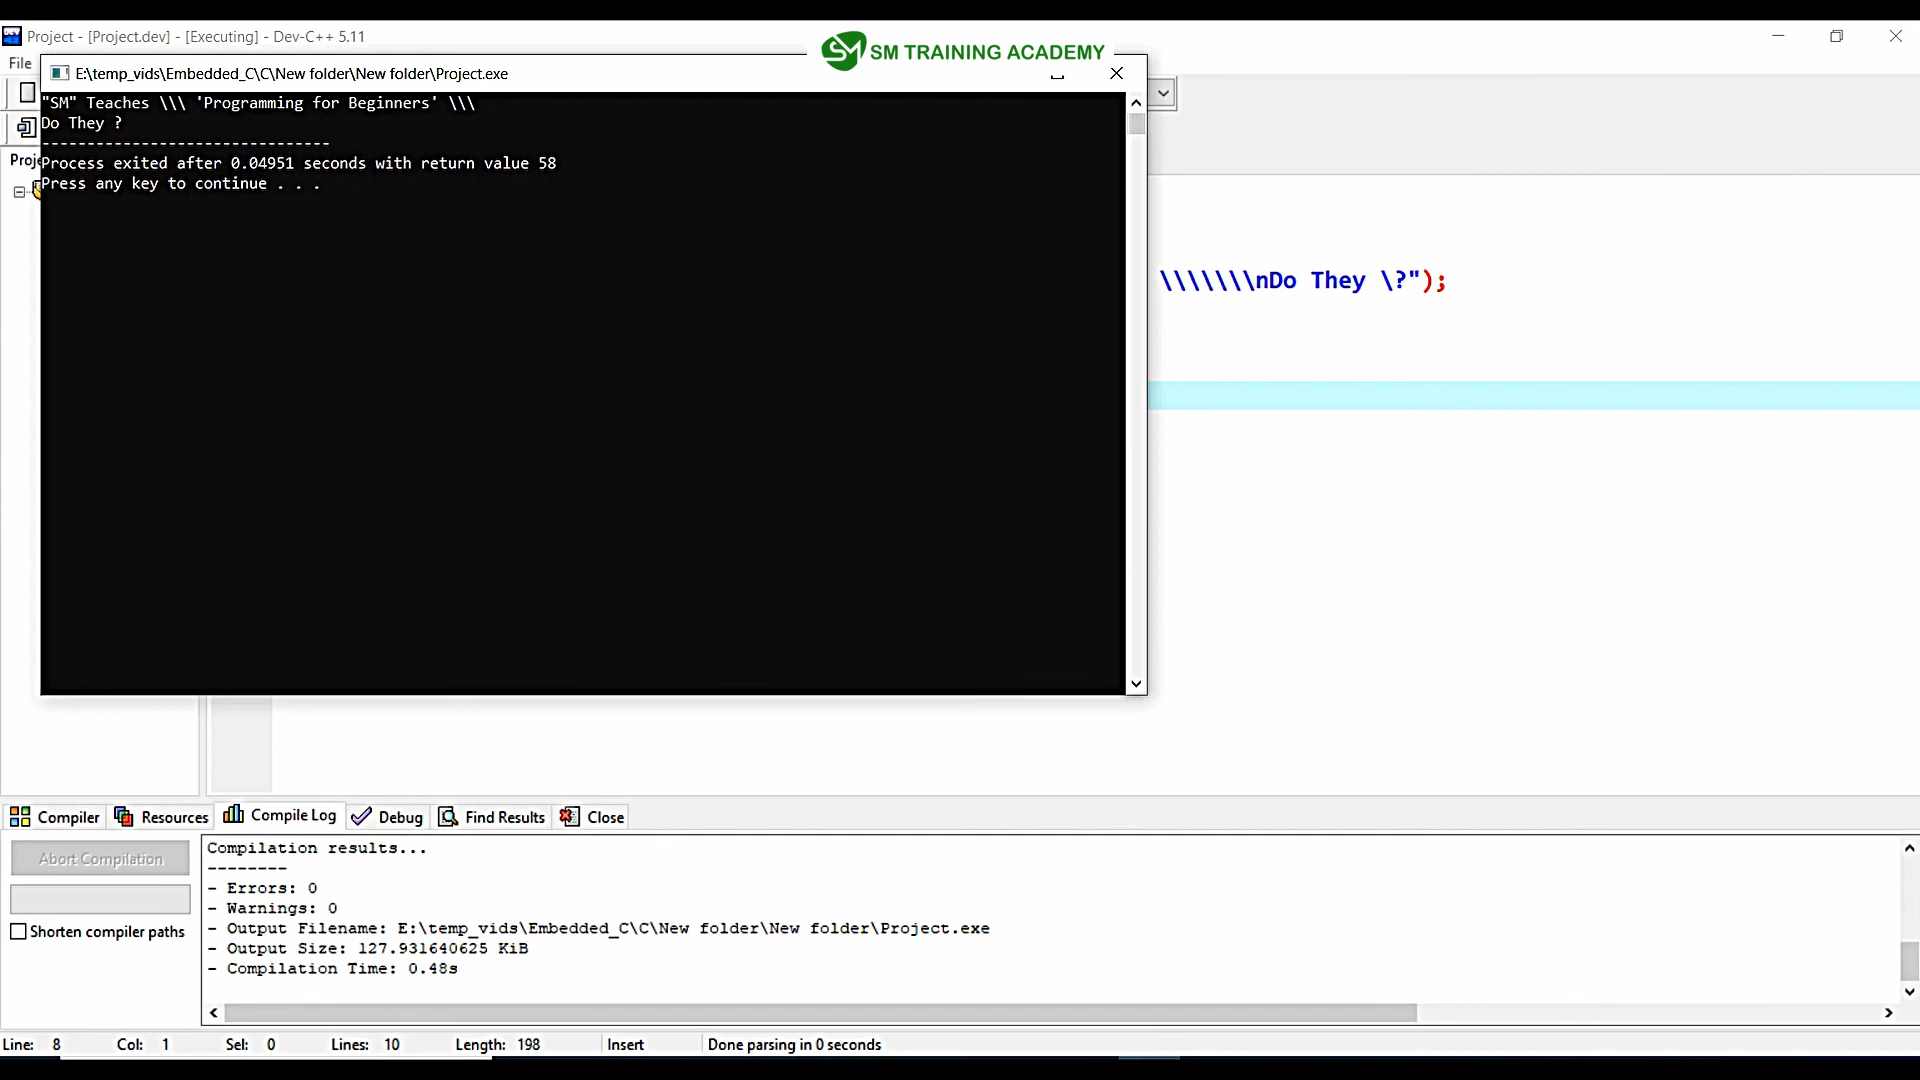 Project - [Project.dev] - [Executing] - Dev-C++ 5.11
SM TRAINING ACADEMY
File
E:\temp_vids\Embedded_C\C\New folder\New folder\Project.exe
"SM" Teaches \\\ 'Programming for Beginners' \\\
Do They ?
--------------------------------
Process exited after 0.04951 seconds with return value 58
Press any key to continue . . .
Proje
\\\\\\\nDo They \?");
Compiler Resources Compile Log Debug Find Results Close
Abort Compilation
Shorten compiler paths
Compilation results...
--------
- Errors: 0
- Warnings: 0
- Output Filename: E:\temp_vids\Embedded_C\C\New folder\New folder\Project.exe
- Output Size: 127.931640625 KiB
- Compilation Time: 0.48s
Line: 8 Col: 1 Sel: 0 Lines: 10 Length: 198 Insert Done parsing in 0 seconds